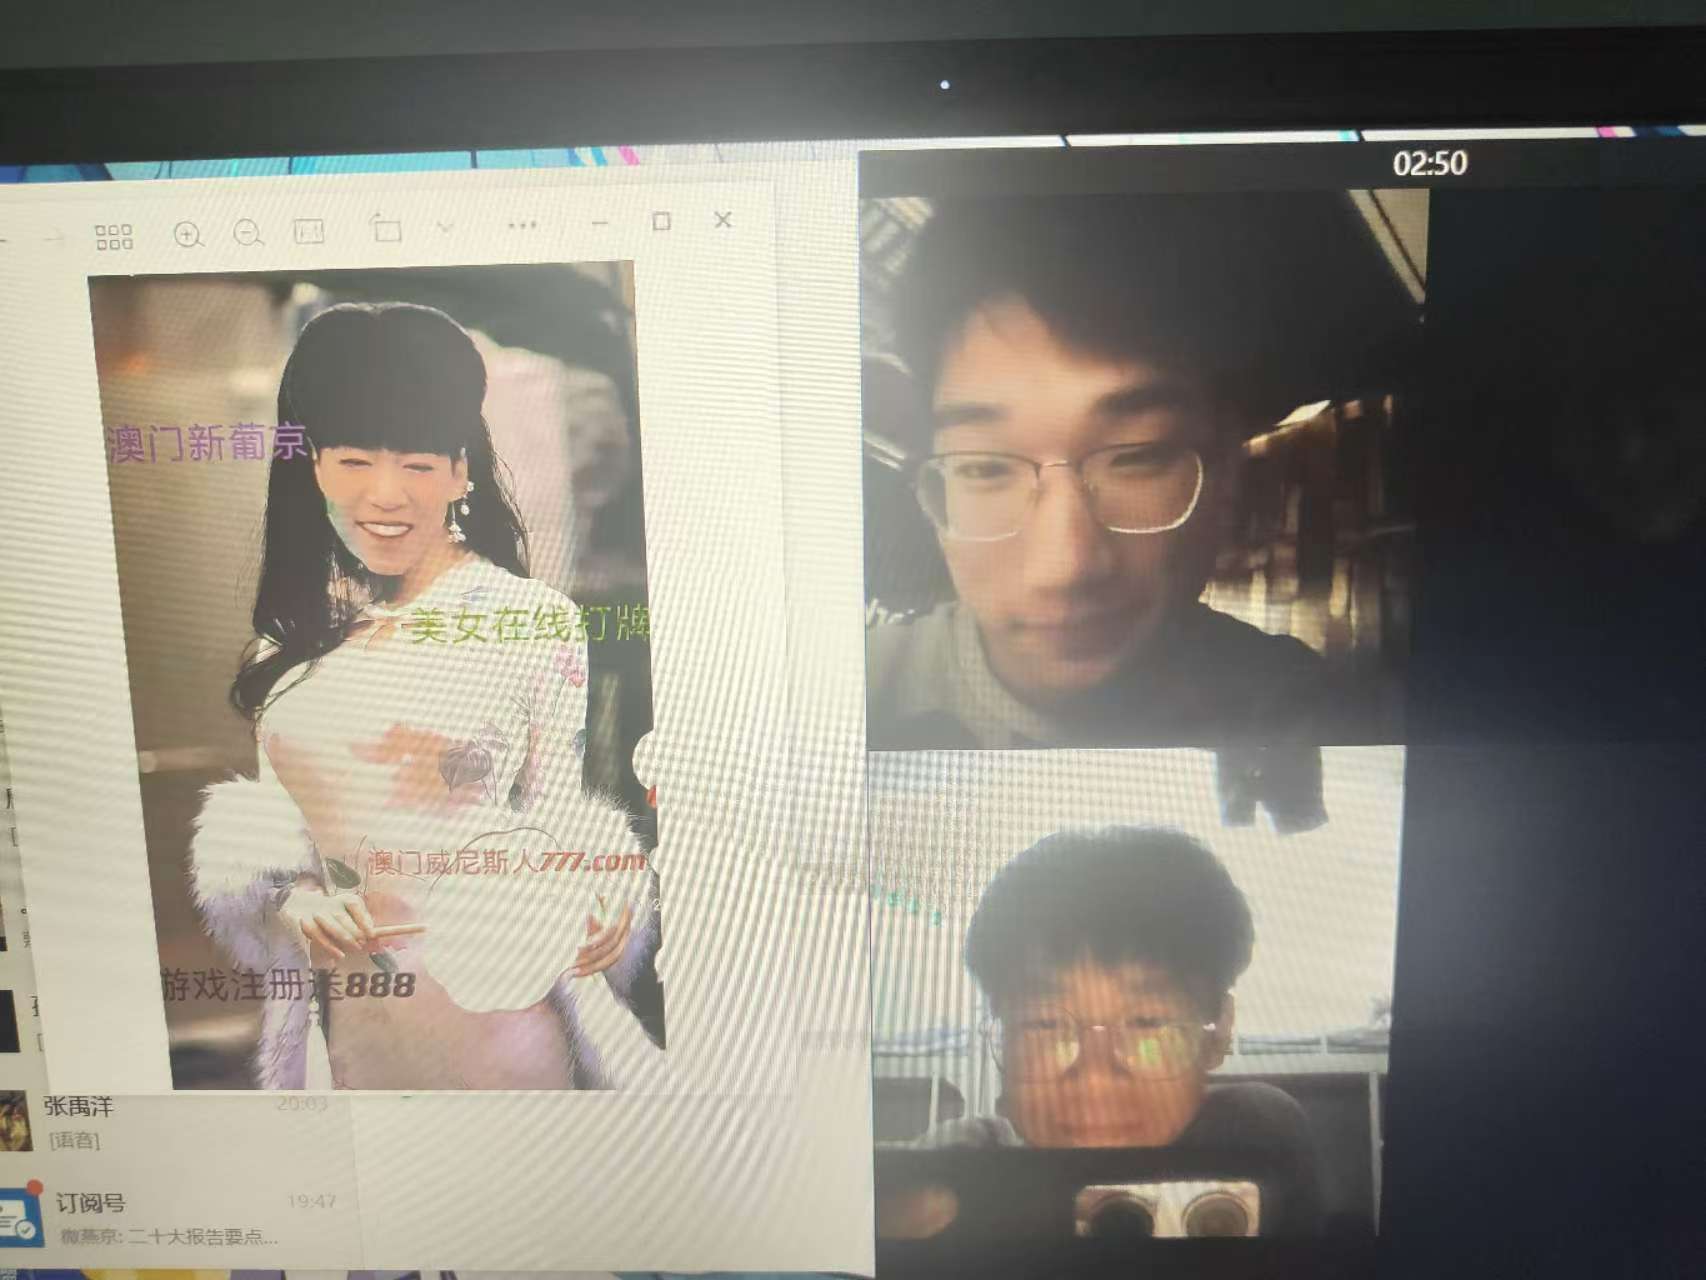 02:50
澳门新葡京
美女在线打牌
澳门威尼斯人777.com
游戏注册送888
张禹洋 20:03
[语音]
订阅号 19:47
微燕京: 二十大报告要点...